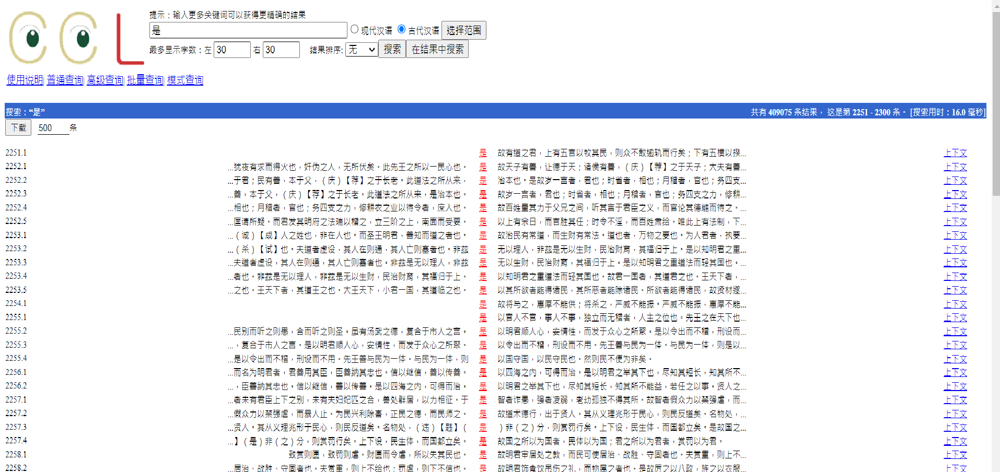 CCL
提示：输入更多关键词可以获得更精确的结果
是 现代汉语 古代汉语 选择范围
最多显示字数：左 30 右 30 结果排序: 无 搜索 在结果中搜索
使用说明| 普通查询| 高级查询| 批量查询| 模式查询
搜索：“是” 共有 409075 条结果， 这是第 2251 - 2300 条。 [搜索用时：16.0 毫秒]
下载 500 条
2251.1 是 故有道之君，上有五官以牧其民，则众不敢逾轨而行矣；下有五横以揆... 上下文
2252.1 ...犹夜有求而得火也，奸伪之人，无所伏矣。此先王之所以一民心也。 是 故天子有善，让德于天；诸侯有善，（庆）【荐】之于天子；大夫有善... 上下文
2252.2 ...于君；民有善，本于父，（庆）【荐】之于长老。此道法之所从来， 是 治本也。是故岁一言者，君也；时省者，相也；月稽者，官也；务四支... 上下文
2252.3 ...善，本于父，（庆）【荐】之于长老。此道法之所从来，是治本也。 是 故岁一言者，君也；时省者，相也；月稽者，官也；务四支之力，修耕... 上下文
2252.4 ...相也；月稽者，官也；务四支之力，修耕农之业以待令者，庶人也。 是 故百姓量其力于父兄之间，听其言于君臣之义，而官论其德能而待之。... 上下文
2252.5 ...匡请所疑。而君发其明府之法瑞以稽之，立三阶之上，南面而受要。 是 以上有余日，而官胜其任；时令不淫，而百姓肃给。唯此上有法制，下... 上下文
2253.1 ...（诚）【成】人之姓也，非在人也。而圣王明君，善知而道之者也。 是 故治民有常道，而生财有常法。道也者，万物之要也。为人君者，执要... 上下文
2253.2 ...（杀）【试】也。夫道者虚设，其人在则通，其人亡则塞者也。非兹 是 无以理人，非兹是无以生财，民治财育，其福归于上。是以知明君之重... 上下文
2253.3 ...夫道者虚设，其人在则通，其人亡则塞者也。非兹是无以理人，非兹 是 无以生财，民治财育，其福归于上。是以知明君之重道法而轻其国也。... 上下文
2253.4 ...者也。非兹是无以理人，非兹是无以生财，民治财育，其福归于上。 是 以知明君之重道法而轻其国也。故君一国者，其道君之也。王天下者，... 上下文
2253.5 ...之也。王天下者，其道王之也。大王天下，小君一国，其道临之也。 是 以其所欲者能得诸民，其所恶者能除诸民。所欲者能得诸民，故贤材遂... 上下文
2254.1 是 故将与之，惠厚不能供；将杀之，严威不能振。严威不能振，惠厚不能... 上下文
2255.1 是 以官人不官，事人不事，独立而无稽者，人主之位也。先王之在天下也... 上下文
2255.2 ...民别而听之则愚，合而听之则圣。虽有汤武之德，复合于市人之言。 是 以明君顺人心，安情性，而发于众心之所聚。是以令出而不稽，刑设而... 上下文
2255.3 ...，复合于市人之言。是以明君顺人心，安情性，而发于众心之所聚。 是 以令出而不稽，刑设而不用。先王善与民为一体。与民为一体，则是以... 上下文
2255.4 ...是以令出而不稽，刑设而不用。先王善与民为一体。与民为一体，则 是 以国守国，以民守民也。然则民不便为非矣。 上下文
2256.1 ...而名为明君者，君善用其臣，臣善纳其忠也。信以继信，善以传善。 是 以四海之内，可得而治。是以明君之举其下也，尽知其短长，知其所不... 上下文
2256.2 ...，臣善纳其忠也。信以继信，善以传善。是以四海之内，可得而治。 是 以明君之举其下也，尽知其短长，知其所不能益，若任之以事。贤人之... 上下文
2257.1 ...者未有君臣上下之别，未有夫妇妃匹之合，兽处群居，以力相征。于 是 智者诈愚，强者凌弱，老幼孤独不得其所。故智者假众力以禁强虐，而... 上下文
2257.2 ...假众力以禁强虐，而暴人止。为民兴利除害，正民之德，而民师之。 是 故道术德行，出于贤人。其从义理兆形于民心，则民反道矣。名物处，... 上下文
2257.3 ...贤人。其从义理兆形于民心，则民反道矣。名物处，（违）【韪】（ 是 ）非（之）分，则赏罚行矣。上下设，民生体，而国都立矣。是故国之... 上下文
2257.4 ...】（是）非（之）分，则赏罚行矣。上下设，民生体，而国都立矣。 是 故国之所以为国者，民体以为国；君之所以为君者，赏罚以为君。 上下文
2258.1 致赏则匮，致罚则虐。财匮而令虐，所以失其民也。 是 故明君审居处之教，而民可使居治、战胜、守固者也。夫赏重，则上不... 上下文
2258.2 ...居治、战胜、守固者也。夫赏重，则上不给也；罚虐，则下不信也。 是 故明君饰食饮吊伤之礼，而物属之者也。是故厉之以八政，旌之以衣服... 上下文